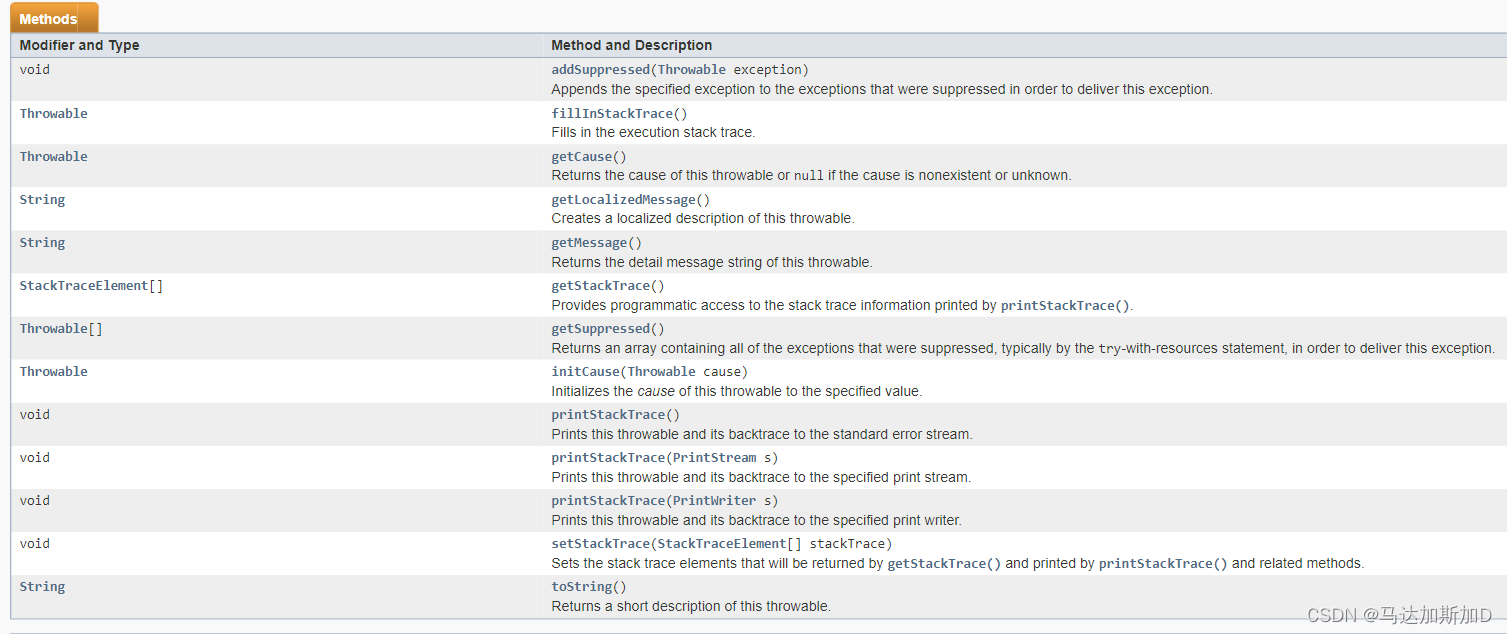 Methods
Modifier and Type Method and Description
void addSuppressed(Throwable exception)
Appends the specified exception to the exceptions that were suppressed in order to deliver this exception.
Throwable fillInStackTrace()
Fills in the execution stack trace.
Throwable getCause()
Returns the cause of this throwable or null if the cause is nonexistent or unknown.
String getLocalizedMessage()
Creates a localized description of this throwable.
String getMessage()
Returns the detail message string of this throwable.
StackTraceElement[] getStackTrace()
Provides programmatic access to the stack trace information printed by printStackTrace().
Throwable[] getSuppressed()
Returns an array containing all of the exceptions that were suppressed, typically by the try-with-resources statement, in order to deliver this exception.
Throwable initCause(Throwable cause)
Initializes the cause of this throwable to the specified value.
void printStackTrace()
Prints this throwable and its backtrace to the standard error stream.
void printStackTrace(PrintStream s)
Prints this throwable and its backtrace to the specified print stream.
void printStackTrace(PrintWriter s)
Prints this throwable and its backtrace to the specified print writer.
void setStackTrace(StackTraceElement[] stackTrace)
Sets the stack trace elements that will be returned by getStackTrace() and printed by printStackTrace() and related methods.
String toString()
Returns a short description of this throwable.
CSDN @马达加斯加D